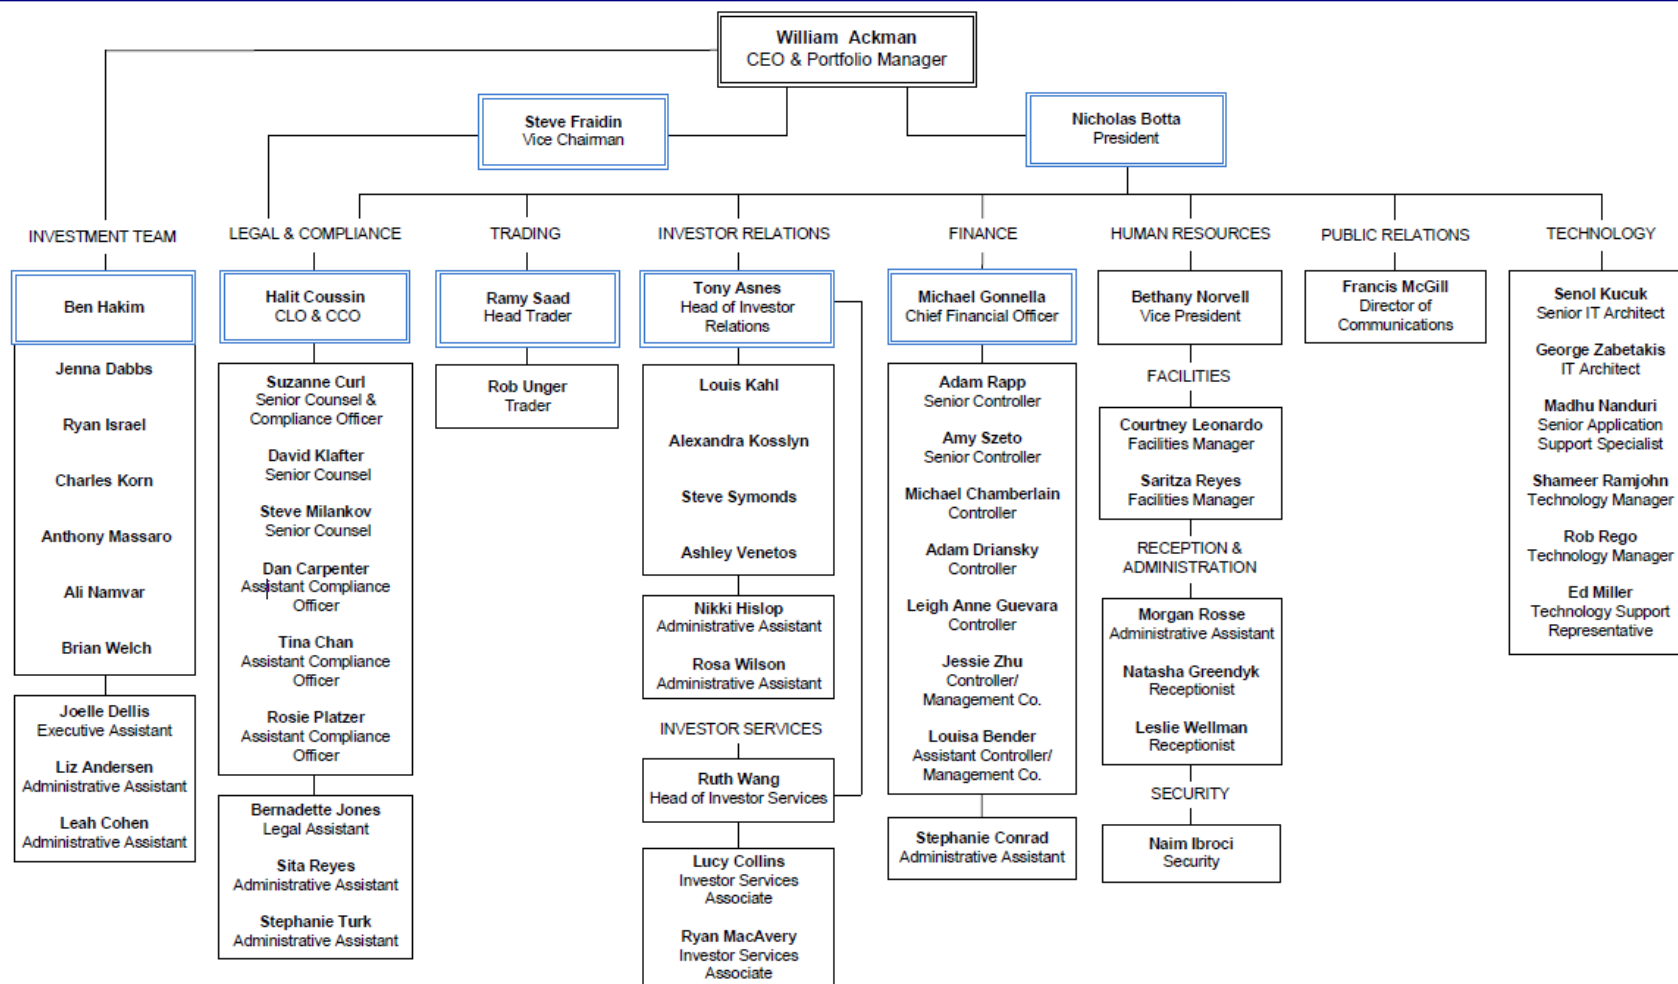 William Ackman
CEO & Portfolio Manager
Steve Fraidin
Vice Chairman
Nicholas Botta
President
INVESTMENT TEAM
Ben Hakim
Jenna Dabbs
Ryan Israel
Charles Korn
Anthony Massaro
Ali Namvar
Brian Welch
Joelle Dellis
Executive Assistant
Liz Andersen
Administrative Assistant
Leah Cohen
Administrative Assistant
LEGAL & COMPLIANCE
Halit Coussin
CLO & CCO
Suzanne Curl
Senior Counsel &
Compliance Officer
David Klafter
Senior Counsel
Steve Milankov
Senior Counsel
Dan Carpenter
Assistant Compliance
Officer
Tina Chan
Assistant Compliance
Officer
Rosie Platzer
Assistant Compliance
Officer
Bernadette Jones
Legal Assistant
Sita Reyes
Administrative Assistant
Stephanie Turk
Administrative Assistant
TRADING
Ramy Saad
Head Trader
Rob Unger
Trader
INVESTOR RELATIONS
Tony Asnes
Head of Investor
Relations
Louis Kahl
Alexandra Kosslyn
Steve Symonds
Ashley Venetos
Nikki Hislop
Administrative Assistant
Rosa Wilson
Administrative Assistant
INVESTOR SERVICES
Ruth Wang
Head of Investor Services
Lucy Collins
Investor Services
Associate
Ryan MacAvery
Investor Services
Associate
FINANCE
Michael Gonnella
Chief Financial Officer
Adam Rapp
Senior Controller
Amy Szeto
Senior Controller
Michael Chamberlain
Controller
Adam Driansky
Controller
Leigh Anne Guevara
Controller
Jessie Zhu
Controller/
Management Co.
Louisa Bender
Assistant Controller/
Management Co.
Stephanie Conrad
Administrative Assistant
HUMAN RESOURCES
Bethany Norvell
Vice President
FACILITIES
Courtney Leonardo
Facilities Manager
Saritza Reyes
Facilities Manager
RECEPTION &
ADMINISTRATION
Morgan Rosse
Administrative Assistant
Natasha Greendyk
Receptionist
Leslie Wellman
Receptionist
SECURITY
Naim Ibroci
Security
PUBLIC RELATIONS
Francis McGill
Director of
Communications
TECHNOLOGY
Senol Kucuk
Senior IT Architect
George Zabetakis
IT Architect
Madhu Nanduri
Senior Application
Support Specialist
Shameer Ramjohn
Technology Manager
Rob Rego
Technology Manager
Ed Miller
Technology Support
Representative